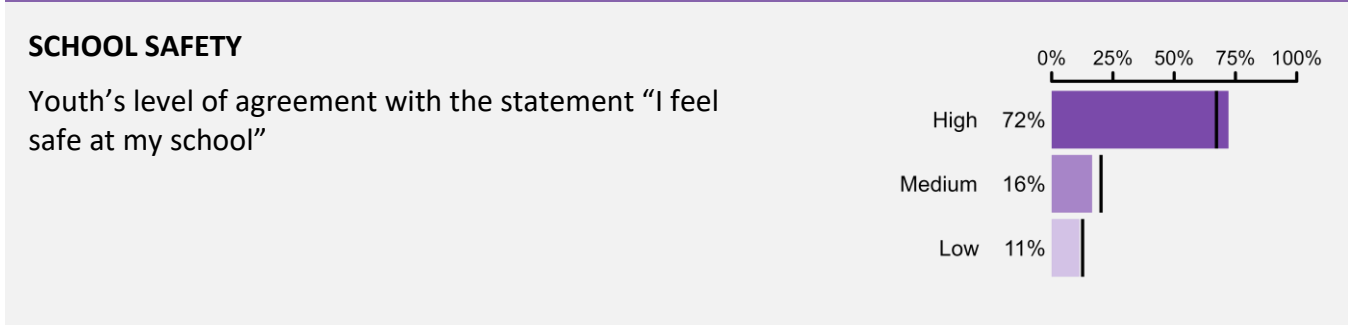 SCHOOL SAFETY
Youth’s level of agreement with the statement “I feel
safe at my school”
0% 25% 50% 75% 100%
High 72%
Medium 16%
Low 11%